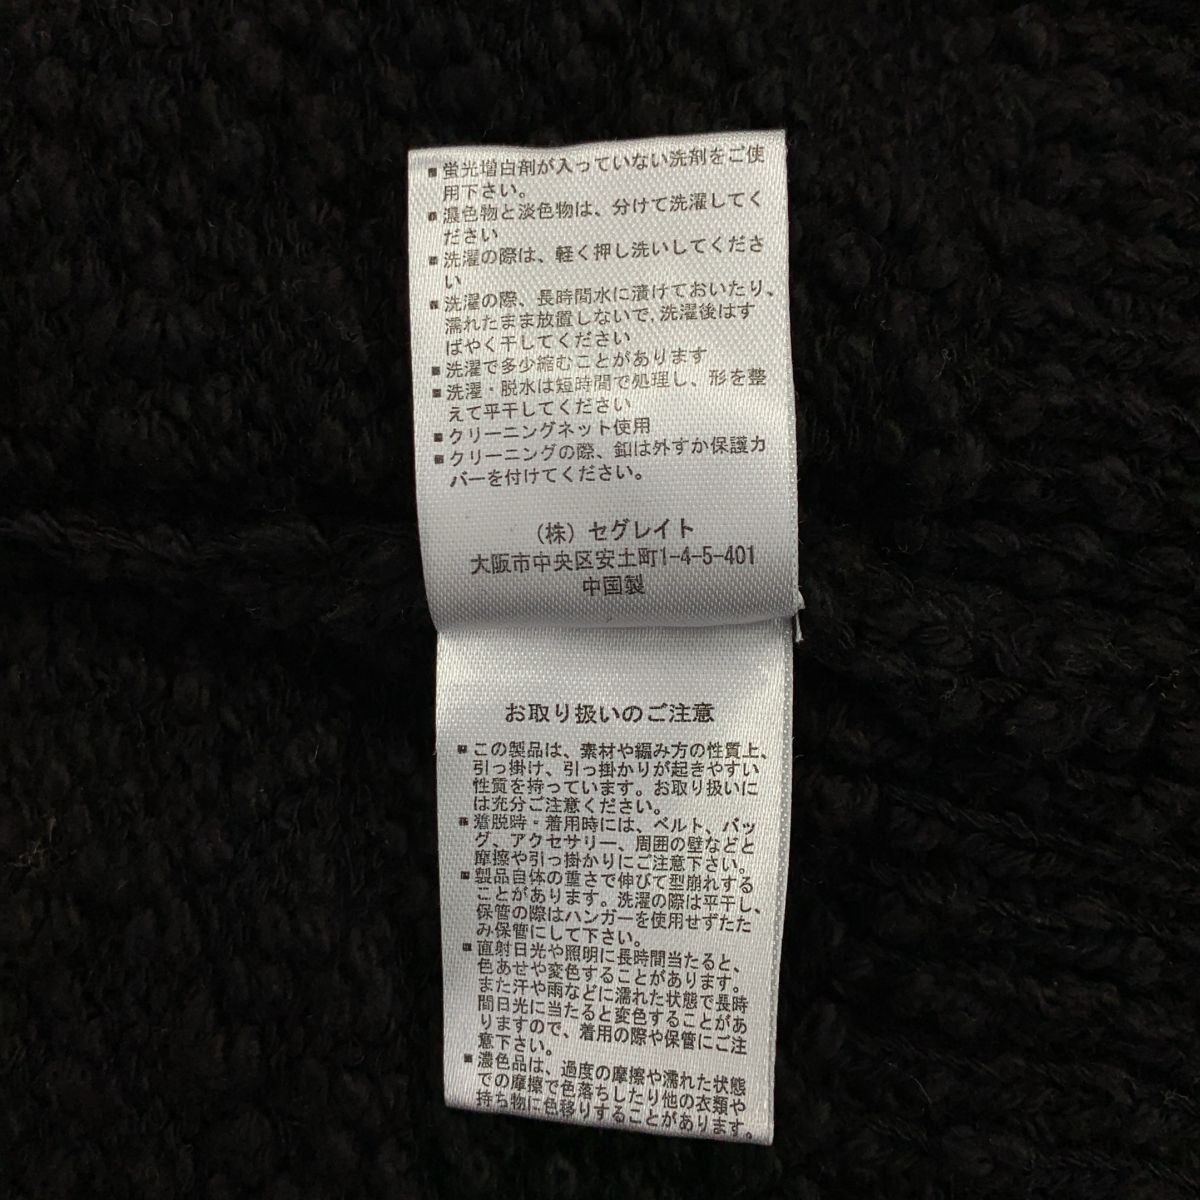 ■蛍光増白剤が入っていない洗剤をご使
用下さい。
■濃色物と淡色物は、分けて洗濯してく
ださい
■洗濯の際は、軽く押し洗いしてくださ
い
■洗濯の際、長時間水に漬けておいたり、
濡れたまま放置しないで、洗濯後はす
ばやく干してください
■洗濯で多少縮むことがあります
■洗濯・脱水は短時間で処理し、形を整
えて平干してください
■クリーニングネット使用
■クリーニングの際、釦は外すか保護カ
バーを付けてください。
(株) セグレイト
大阪市中央区安土町1-4-5-401
中国製
お取り扱いのご注意
■この製品は、素材や編み方の性質上、
引っ掛け、引っ掛かりが起きやすい
性質を持っています。お取り扱いに
は充分ご注意ください。
■着脱時・着用時には、ベルト、バッ
グ、アクセサリー、周囲の壁などと
摩擦や引っ掛かりにご注意下さい。
■製品自体の重さで伸びて型崩れする
ことがあります。洗濯の際は平干し、
保管の際はハンガーを使用せずたた
み保管にして下さい。
■直射日光や照明に長時間当たると、
色あせや変色することがあります。
また汗や雨などに濡れた状態で長時
間日光に当たると変色することがあ
りますので、着用の際や保管にご注
意下さい。
■濃色品は、過度の摩擦や濡れた状態
での摩擦で色落ちしたり他の衣類や
持ち物に色移りすることがあります。